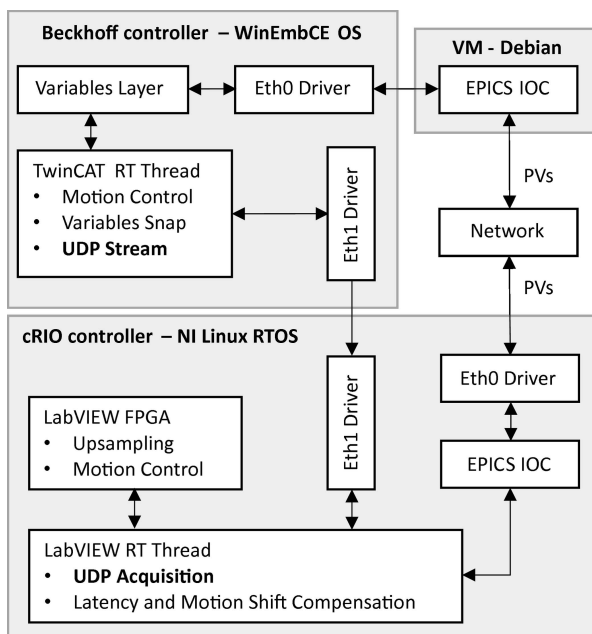 Beckhoff controller – WinEmbCE OS
VM - Debian
Variables Layer
Eth0 Driver
EPICS IOC
TwinCAT RT Thread
• Motion Control
• Variables Snap
• UDP Stream
Eth1 Driver
PVs
Network
PVs
cRIO controller – NI Linux RTOS
Eth1 Driver
Eth0 Driver
LabVIEW FPGA
• Upsampling
• Motion Control
EPICS IOC
LabVIEW RT Thread
• UDP Acquisition
• Latency and Motion Shift Compensation